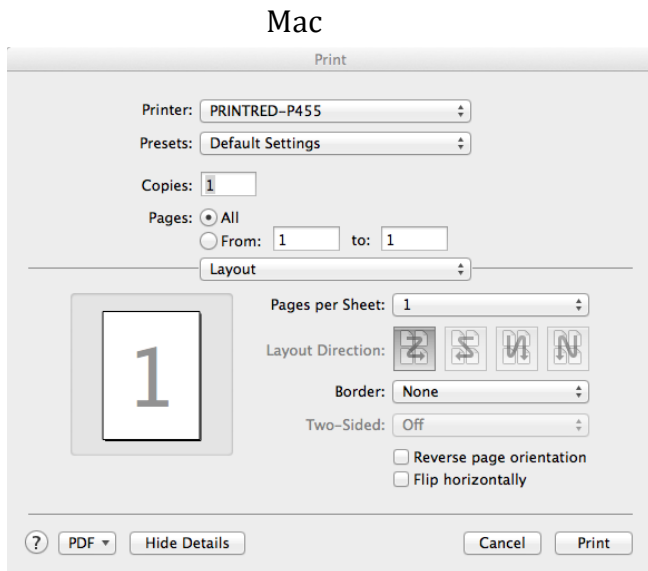 Mac
Print
Printer: PRINTRED-P455
Presets: Default Settings
Copies: 1
Pages: All
From: 1 to: 1
Layout
Pages per Sheet: 1
1
Layout Direction:
Border: None
Two-Sided: Off
Reverse page orientation
Flip horizontally
? PDF Hide Details Cancel Print